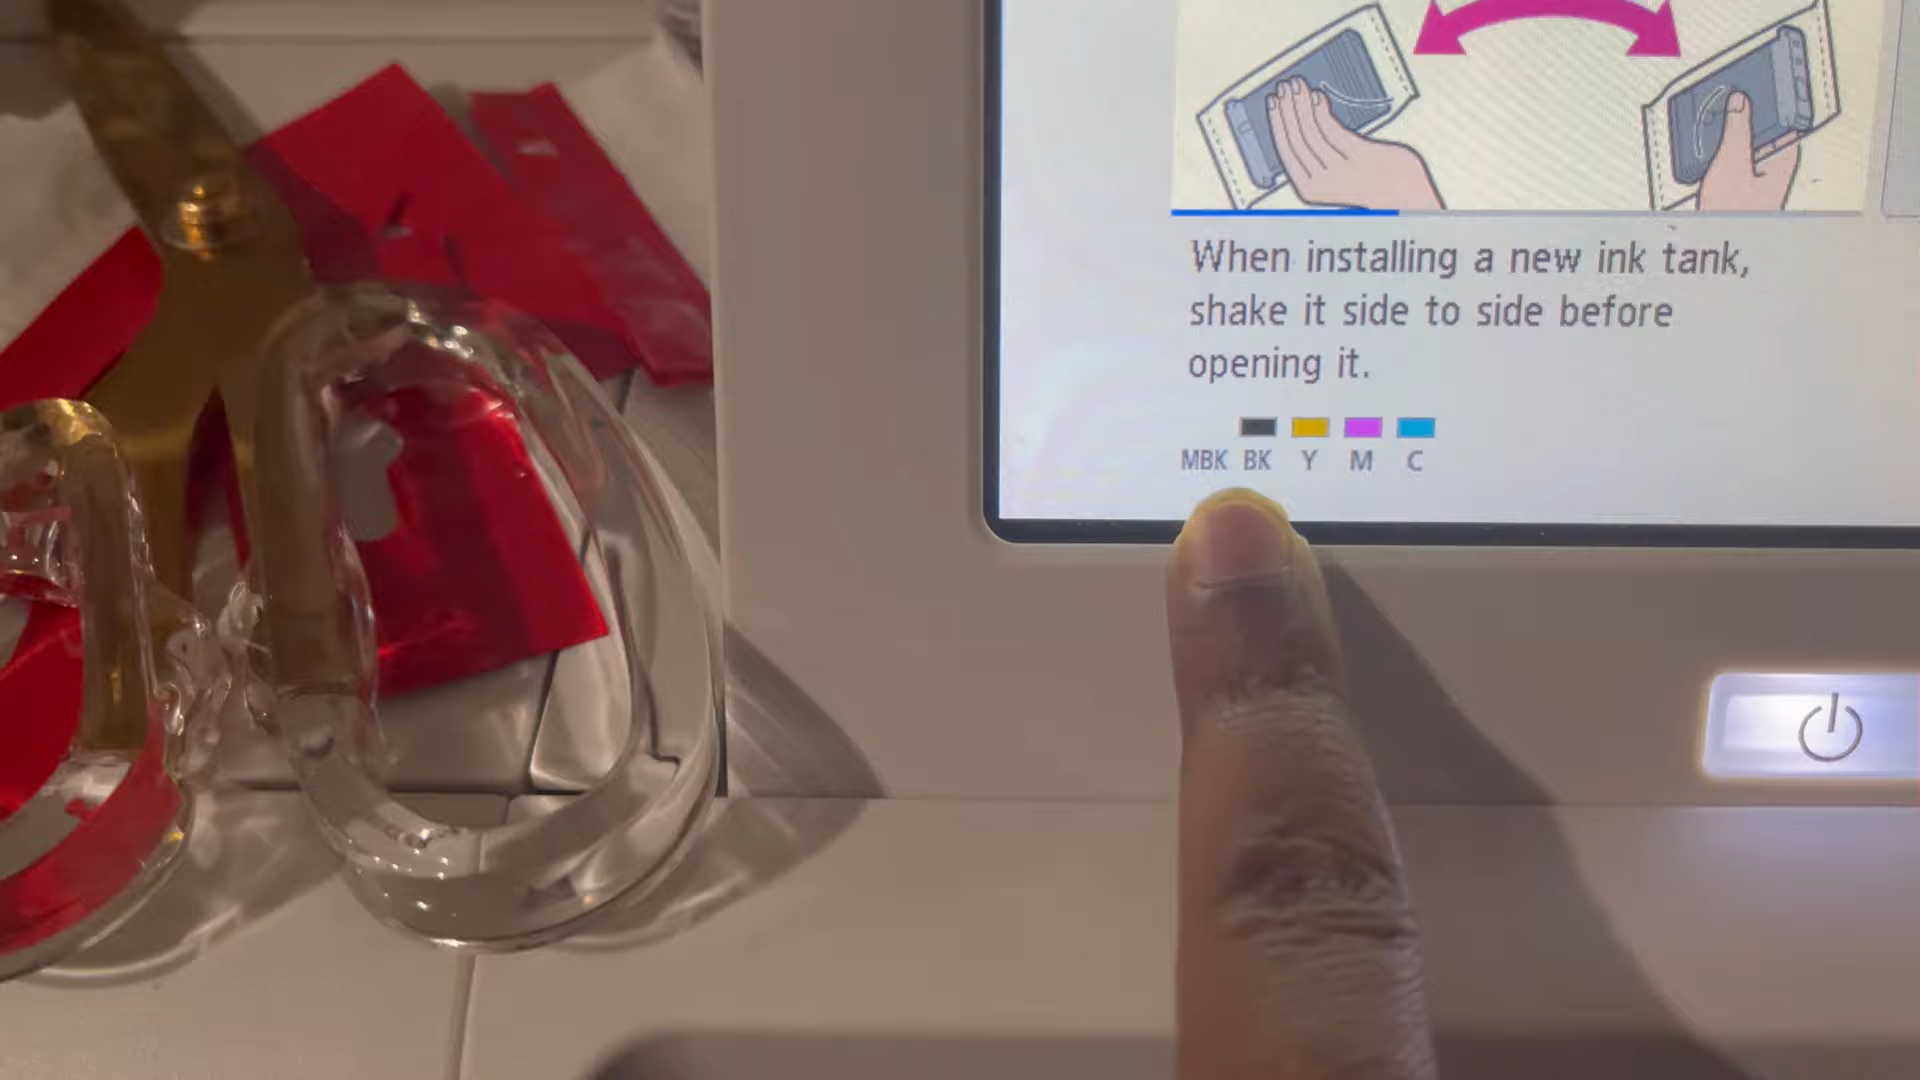 When installing a new ink tank,
shake it side to side before
opening it.
MBK BK Y M C